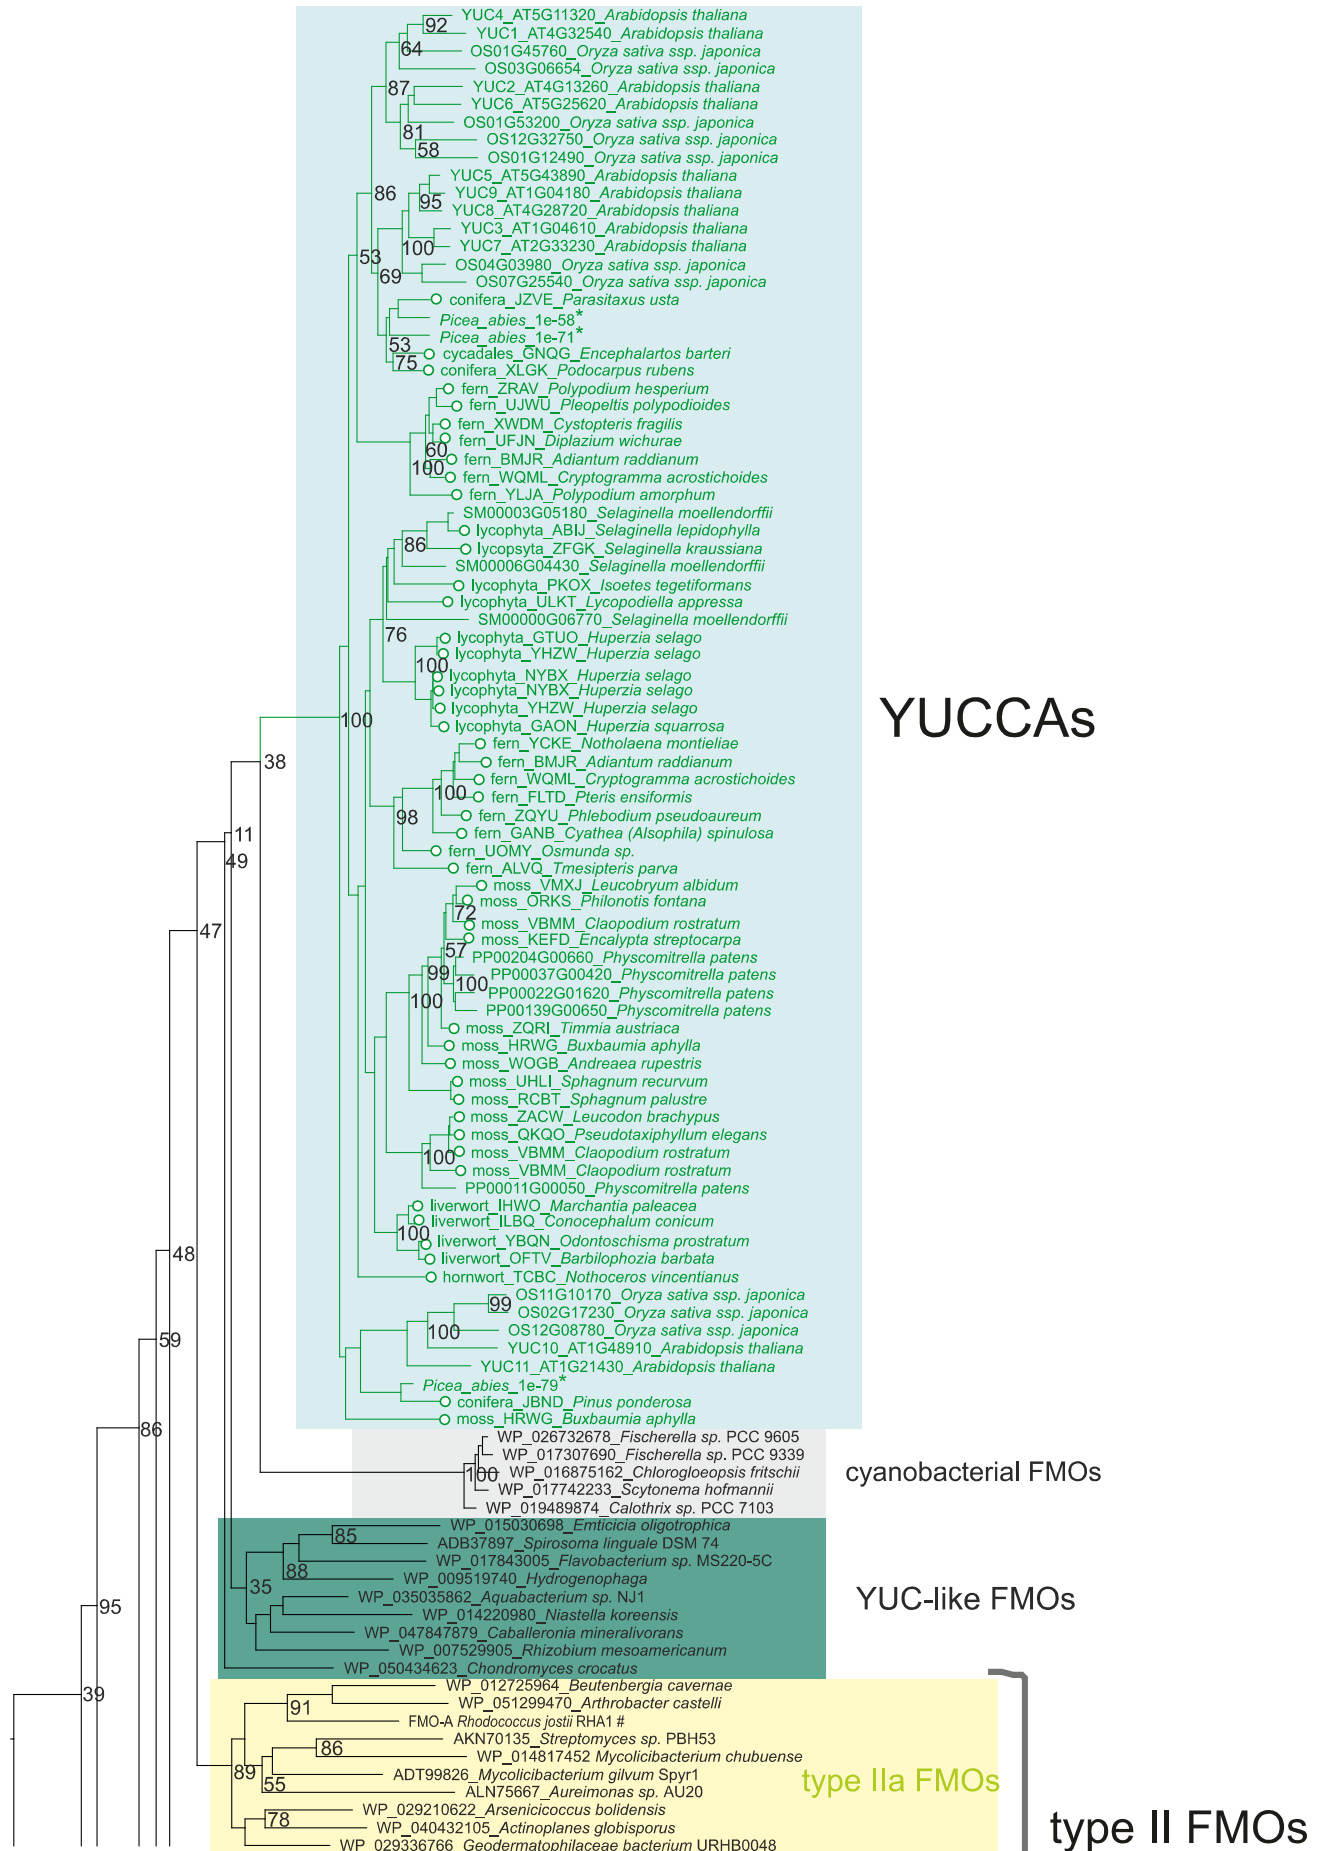 YUC4_AT5G11320_Arabidopsis thaliana
92
YUC1_AT4G32540_Arabidopsis thaliana
64
OS01G45760_Oryza sativa ssp. japonica
OS03G06654_Oryza sativa ssp. japonica
87
YUC2_AT4G13260_Arabidopsis thaliana
YUC6_AT5G25620_Arabidopsis thaliana
OS01G53200_Oryza sativa ssp. japonica
81
OS12G32750_Oryza sativa ssp. japonica
58
OS01G12490_Oryza sativa ssp. japonica
YUC5_AT5G43890_Arabidopsis thaliana
86
YUC9_AT1G04180_Arabidopsis thaliana
95
YUC8_AT4G28720_Arabidopsis thaliana
YUC3_AT1G04610_Arabidopsis thaliana
100
YUC7_AT2G33230_Arabidopsis thaliana
53
OS04G03980_Oryza sativa ssp. japonica
69
OS07G25540_Oryza sativa ssp. japonica
conifera_JZVE_Parasitaxus usta
Picea_abies_1e-58*
Picea_abies_1e-71*
53
cycadales_GNQG_Encephalartos barteri
75
conifera_XLGK_Podocarpus rubens
fern_ZRAV_Polypodium hesperium
fern_UJWU_Pleopeltis polypodioides
fern_XWDM_Cystopteris fragilis
fern_UFJN_Diplazium wichurae
60
fern_BMJR_Adiantum raddianum
100
fern_WQML_Cryptogramma acrostichoides
fern_YLJA_Polypodium amorphum
SM00003G05180_Selaginella moellendorffii
lycophyta_ABIJ_Selaginella lepidophylla
86
lycopsyta_ZFGK_Selaginella kraussiana
SM00006G04430_Selaginella moellendorffii
lycophyta_PKOX_Isoetes tegetiformans
lycophyta_ULKT_Lycopodiella appressa
SM00000G06770_Selaginella moellendorffii
76
lycophyta_GTUO_Huperzia selago
lycophyta_YHZW_Huperzia selago
100
lycophyta_NYBX_Huperzia selago
lycophyta_NYBX_Huperzia selago
lycophyta_YHZW_Huperzia selago
100
lycophyta_GAON_Huperzia squarrosa
YUCCAs
fern_YCKE_Notholaena montieliae
38
fern_BMJR_Adiantum raddianum
fern_WQML_Cryptogramma acrostichoides
100
fern_FLTD_Pteris ensiformis
98
fern_ZQYU_Phlebodium pseudoaureum
11
fern_GANB_Cyathea (Alsophila) spinulosa
fern_UOMY_Osmunda sp.
49
fern_ALVQ_Tmesipteris parva
moss_VMXJ_Leucobryum albidum
moss_ORKS_Philonotis fontana
72
moss_VBMM_Claopodium rostratum
47
moss_KEFD_Encalypta streptocarpa
57
PP00204G00660_Physcomitrella patens
99
PP00037G00420_Physcomitrella patens
100
PP00022G01620_Physcomitrella patens
100
PP00139G00650_Physcomitrella patens
moss_ZQRI_Timmia austriaca
moss_HRWG_Buxbaumia aphylla
moss_WOGB_Andreaea rupestris
moss_UHLI_Sphagnum recurvum
moss_RCBT_Sphagnum palustre
moss_ZACW_Leucodon brachypus
moss_QKQO_Pseudotaxiphyllum elegans
moss_VBMM_Claopodium rostratum
100
moss_VBMM_Claopodium rostratum
PP00011G00050_Physcomitrella patens
liverwort_IHWO_Marchantia paleacea
liverwort_ILBQ_Conocephalum conicum
100
liverwort_YBQN_Odontoschisma prostratum
48
liverwort_OFTV_Barbilophozia barbata
hornwort_TCBC_Nothoceros vincentianus
OS11G10170_Oryza sativa ssp. japonica
99
OS02G17230_Oryza sativa ssp. japonica
100
OS12G08780_Oryza sativa ssp. japonica
59
YUC10_AT1G48910_Arabidopsis thaliana
YUC11_AT1G21430_Arabidopsis thaliana
Picea_abies_1e-79*
conifera_JBND_Pinus ponderosa
moss_HRWG_Buxbaumia aphylla
86
WP_026732678_Fischerella sp. PCC 9605
WP_017307690_Fischerella sp. PCC 9339
100
WP_016875162_Chlorogloeopsis fritschii
cyanobacterial FMOs
WP_017742233_Scytonema hofmannii
WP_019489874_Calothrix sp. PCC 7103
WP_015030698_Emticicia oligotrophica
85
ADB37897_Spirosoma linguale DSM 74
WP_017843005_Flavobacterium sp. MS220-5C
88
WP_009519740_Hydrogenophaga
35
WP_035035862_Aquabacterium sp. NJ1
YUC-like FMOs
95
WP_014220980_Niastella koreensis
WP_047847879_Caballeronia mineralivorans
WP_007529905_Rhizobium mesoamericanum
WP_050434623_Chondromyces crocatus
WP_012725964_Beutenbergia cavernae
39
WP_051299470_Arthrobacter castelli
91
FMO-A Rhodococcus jostii RHA1 #
AKN70135_Streptomyces sp. PBH53
86
WP_014817452 Mycolicibacterium chubuense
89
ADT99826_Mycolicibacterium gilvum Spyr1
type IIa FMOs
55
ALN75667_Aureimonas sp. AU20
WP_029210622_Arsenicicoccus bolidensis
78
WP_040432105_Actinoplanes globisporus
type II FMOs
WP_029336766_Geodermatophilaceae bacterium URHB0048